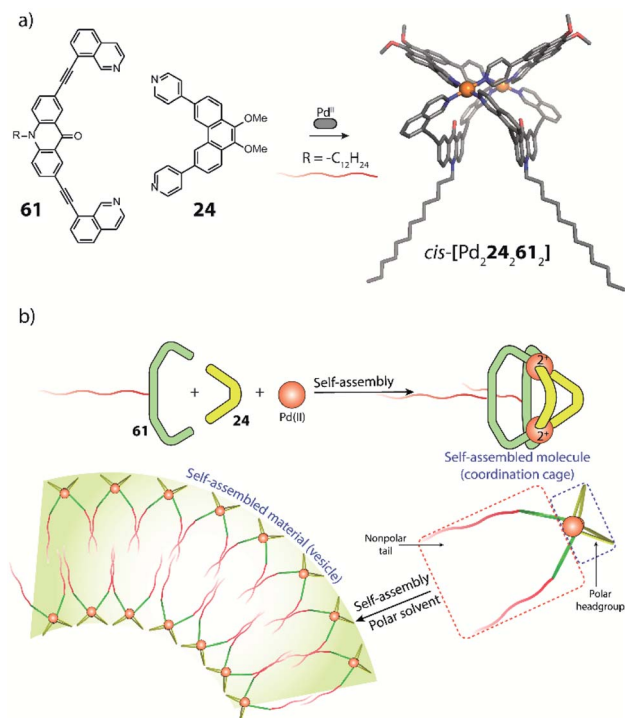 a)
N
R-N
O
N
61
N
OMe
OMe
N
24
Pd^II
R = -C12H24
cis-[Pd2 24 2 61 2]
b)
61
+
24
+
Pd(II)
Self-assembly
2+
2+
Self-assembled molecule
(coordination cage)
Self-assembled material
(vesicle)
Nonpolar
tail
Self-assembly
Polar solvent
Polar
headgroup